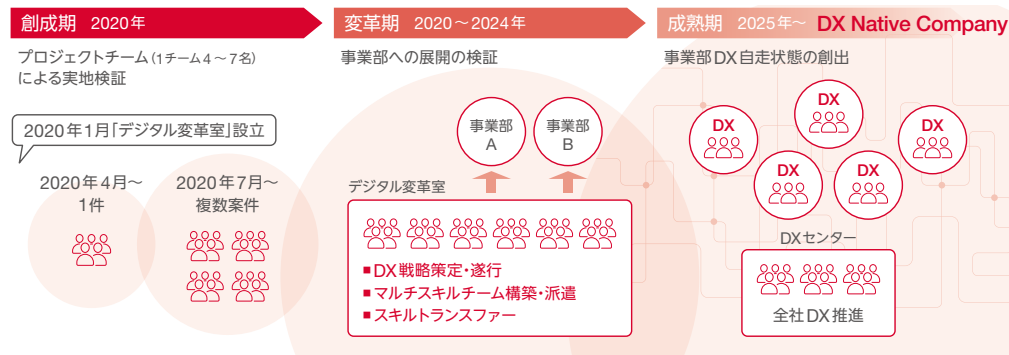 創成期 2020年
プロジェクトチーム(1チーム4～7名)
による実地検証
2020年1月「デジタル変革室」設立
2020年4月～
1件
2020年7月～
複数案件
変革期 2020～2024年
事業部への展開の検証
事業部
A
事業部
B
デジタル変革室
■DX戦略策定・遂行
■マルチスキルチーム構築・派遣
■スキルトランスファー
成熟期 2025年～ DX Native Company
事業部DX自走状態の創出
DX
DX
DX
DX
DX
DXセンター
全社DX推進